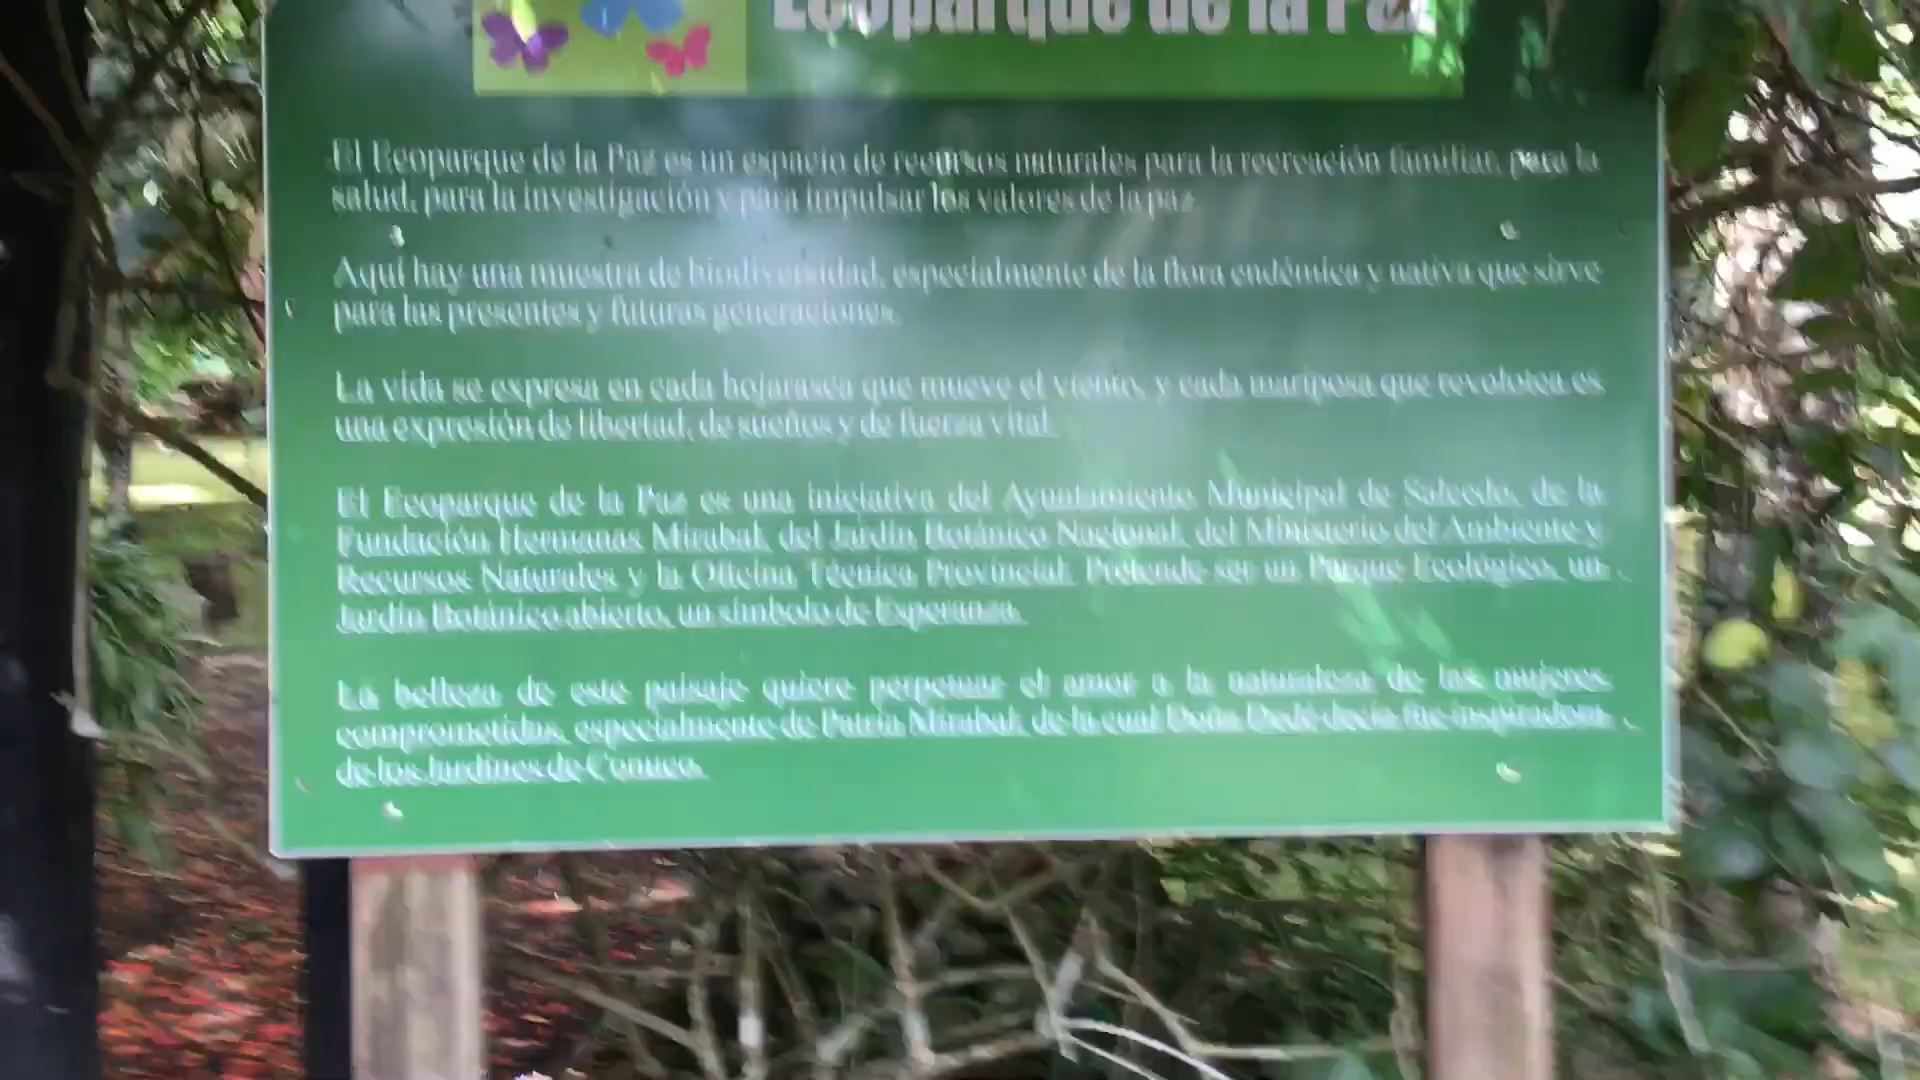 Ecoparque de la Paz
El Ecoparque de la Paz es un espacio de recursos naturales para la recreación familiar, para la
salud, para la investigación y para impulsar los valores de la paz
Aquí hay una muestra de biodiversidad, especialmente de la flora endémica y nativa que sirve
para las presentes y futuras generaciones.
La vida se expresa en cada hojarasca que mueve el viento, y cada mariposa que revolotea es
una expresión de libertad, de sueños y de fuerza vital.
El Ecoparque de la Paz es una iniciativa del Ayuntamiento Municipal de Salcedo, de la
Fundación Hermanas Mirabal, del Jardín Botánico Nacional, del Ministerio del Ambiente y
Recursos Naturales y la Oficina Técnica Provincial. Pretende ser un Parque Ecológico, un
Jardín Botánico abierto, un símbolo de Esperanza.
La belleza de este paisaje quiere perpetuar el amor a la naturaleza de las mujeres
comprometidas, especialmente de Patria Mirabal, de la cual Doña Dedé decía fue inspiradora
de los Jardines de Conuco.